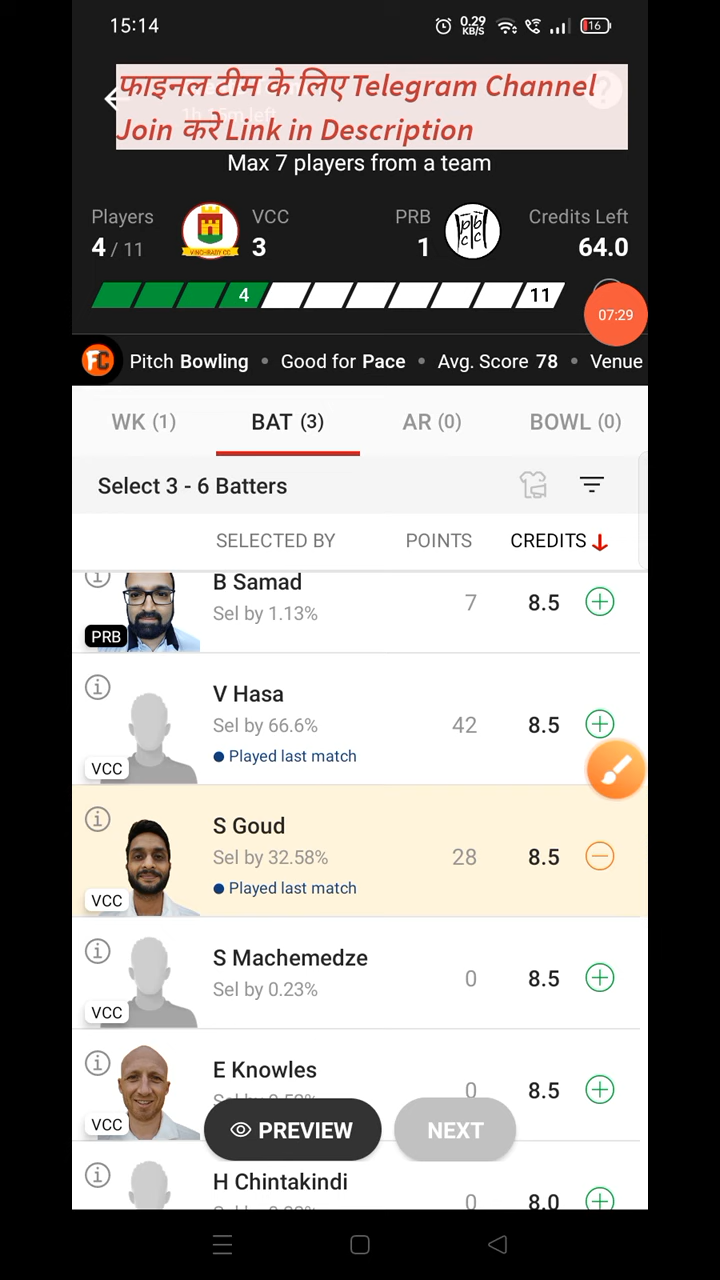 15:14
0.29 KB/S
16
फाइनल टीम के लिए Telegram Channel
Join करे Link in Description
Max 7 players from a team
Players VCC PRB Credits Left
4 / 11 3 1 64.0
4 11
07:29
FC Pitch Bowling • Good for Pace • Avg. Score 78 • Venue
WK (1) BAT (3) AR (0) BOWL (0)
Select 3 - 6 Batters
SELECTED BY POINTS CREDITS
B Samad
Sel by 1.13% 7 8.5
PRB
V Hasa
Sel by 66.6% 42 8.5
Played last match
VCC
S Goud
Sel by 32.58% 28 8.5
Played last match
VCC
S Machemedze
Sel by 0.23% 0 8.5
VCC
E Knowles
0 8.5
VCC
PREVIEW NEXT
H Chintakindi
0 8.0